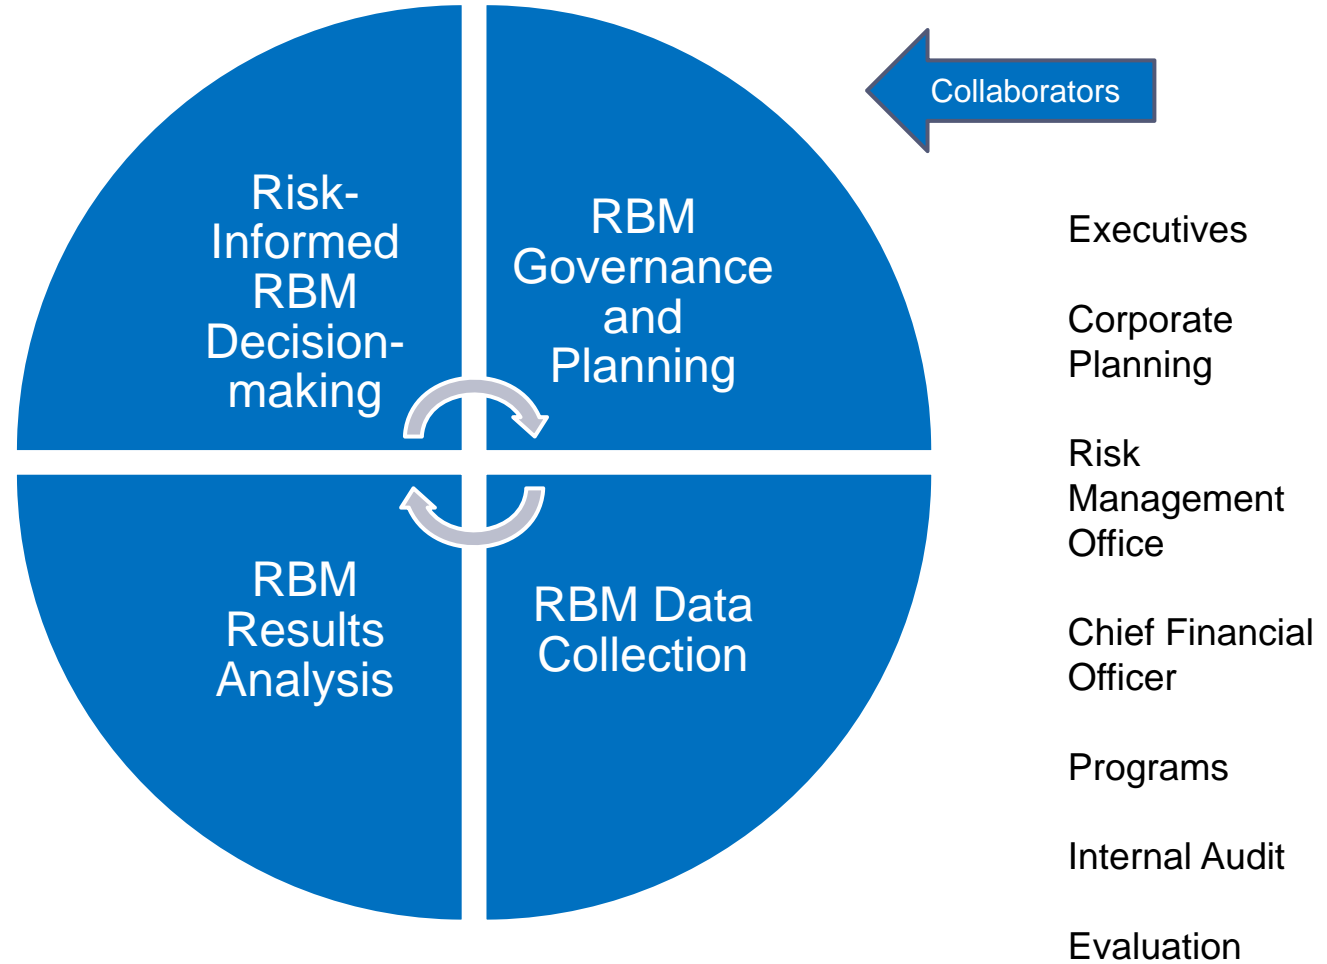 Risk-
Informed
RBM
Decision-
making
RBM
Governance
and
Planning
RBM
Results
Analysis
RBM Data
Collection
Collaborators
Executives
Corporate
Planning
Risk
Management
Office
Chief Financial
Officer
Programs
Internal Audit
Evaluation